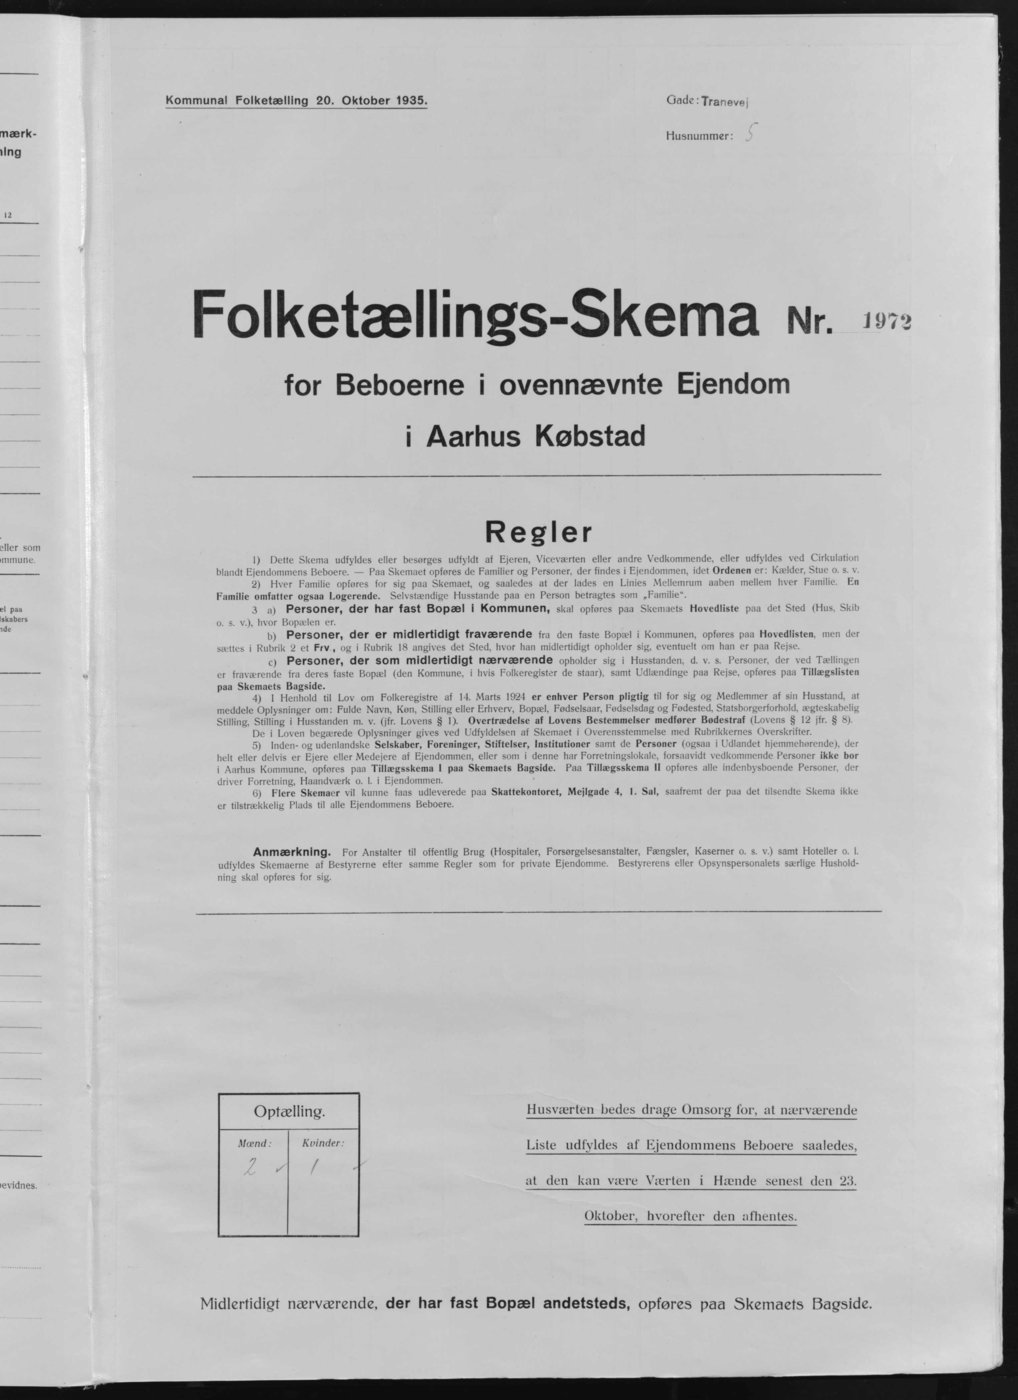 mærk-
ning
12
eller som
ommune.
el paa
lskabers
nde
evidnes.
Kommunal Folketælling 20. Oktober 1935.
Gade: Tranevej
Husnummer: 5
Folketællings-Skema Nr. 1972
for Beboerne i ovennævnte Ejendom
i Aarhus Købstad
Regler
1) Dette Skema udfyldes eller besørges udfyldt af Ejeren, Viceværten eller andre Vedkommende, eller udfyldes ved Cirkulation
blandt Ejendommens Beboere. — Paa Skemaet opføres de Familier og Personer, der findes i Ejendommen, idet Ordenen er: Kælder, Stue o. s. v.
2) Hver Familie opføres for sig paa Skemaet, og saaledes at der lades en Linies Mellemrum aaben mellem hver Familie. En
Familie omfatter ogsaa Logerende. Selvstændige Husstande paa en Person betragtes som „Familie“.
3 a) Personer, der har fast Bopæl i Kommunen, skal opføres paa Skemaets Hovedliste paa det Sted (Hus, Skib
o. s. v.), hvor Bopælen er.
b) Personer, der er midlertidigt fraværende fra den faste Bopæl i Kommunen, opføres paa Hovedlisten, men der
sættes i Rubrik 2 et Frv., og i Rubrik 18 angives det Sted, hvor han midlertidigt opholder sig, eventuelt om han er paa Rejse.
c) Personer, der som midlertidigt nærværende opholder sig i Husstanden, d. v. s. Personer, der ved Tællingen
er fraværende fra deres faste Bopæl (den Kommune, i hvis Folkeregister de staar), samt Udlændinge paa Rejse, opføres paa Tillægslisten
paa Skemaets Bagside.
4) I Henhold til Lov om Folkeregistre af 14. Marts 1924 er enhver Person pligtig til for sig og Medlemmer af sin Husstand, at
meddele Oplysninger om: Fulde Navn, Køn, Stilling eller Erhverv, Bopæl, Fødselsaar, Fødselsdag og Fødested, Statsborgerforhold, ægteskabelig
Stilling, Stilling i Husstanden m. v. (jfr. Lovens § 1). Overtrædelse af Lovens Bestemmelser medfører Bødestraf (Lovens § 12 jfr. § 8).
De i Loven begærede Oplysninger gives ved Udfyldelsen af Skemaet i Overensstemmelse med Rubrikkernes Overskrifter.
5) Inden- og udenlandske Selskaber, Foreninger, Stiftelser, Institutioner samt de Personer (ogsaa i Udlandet hjemmehørende), der
helt eller delvis er Ejere eller Medejere af Ejendommen, eller som i denne har Forretningslokale, forsaavidt vedkommende Personer ikke bor
i Aarhus Kommune, opføres paa Tillægsskema I paa Skemaets Bagside. Paa Tillægsskema II opføres alle indenbysboende Personer, der
driver Forretning, Haandværk o. l. i Ejendommen.
6) Flere Skemaer vil kunne faas udleverede paa Skattekontoret, Mejlgade 4, 1. Sal, saafremt der paa det tilsendte Skema ikke
er tilstrækkelig Plads til alle Ejendommens Beboere.
Anmærkning. For Anstalter til offentlig Brug (Hospitaler, Forsørgelsesanstalter, Fængsler, Kaserner o. s. v.) samt Hoteller o. l.
udfyldes Skemaerne af Bestyrerne efter samme Regler som for private Ejendomme. Bestyrerens eller Opsynspersonalets særlige Hushold-
ning skal opføres for sig.
Optælling.
Mænd: Kvinder:
2 ✓ 1 ✓
Husværten bedes drage Omsorg for, at nærværende
Liste udfyldes af Ejendommens Beboere saaledes,
at den kan være Værten i Hænde senest den 23.
Oktober, hvorefter den afhentes.
Midlertidigt nærværende, der har fast Bopæl andetsteds, opføres paa Skemaets Bagside.